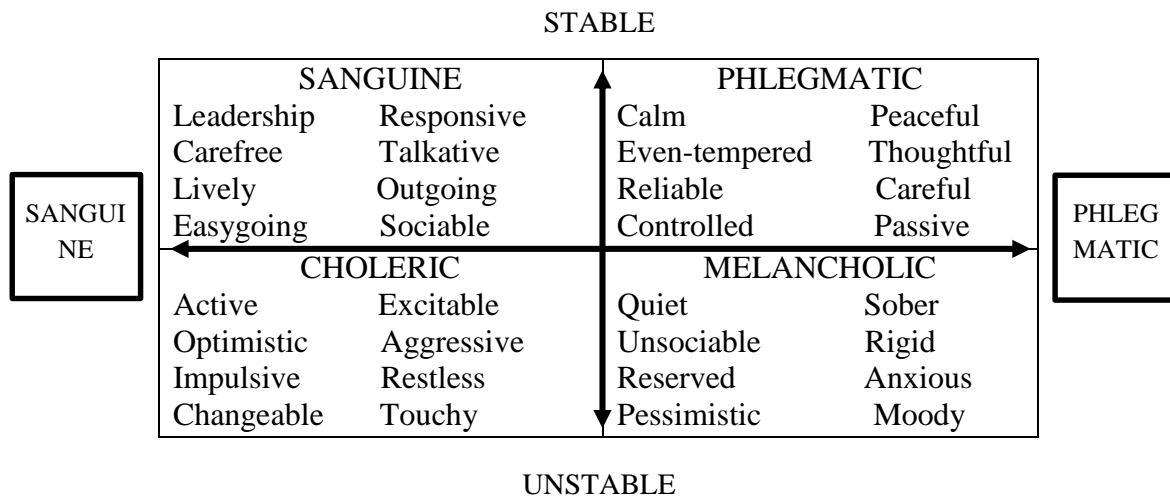 STABLE
SANGUINE PHLEGMATIC
Leadership Responsive Calm Peaceful
Carefree Talkative Even-tempered Thoughtful
Lively Outgoing Reliable Careful
Easygoing Sociable Controlled Passive
SANGUI
NE
PHLEG
MATIC
CHOLERIC MELANCHOLIC
Active Excitable Quiet Sober
Optimistic Aggressive Unsociable Rigid
Impulsive Restless Reserved Anxious
Changeable Touchy Pessimistic Moody
UNSTABLE